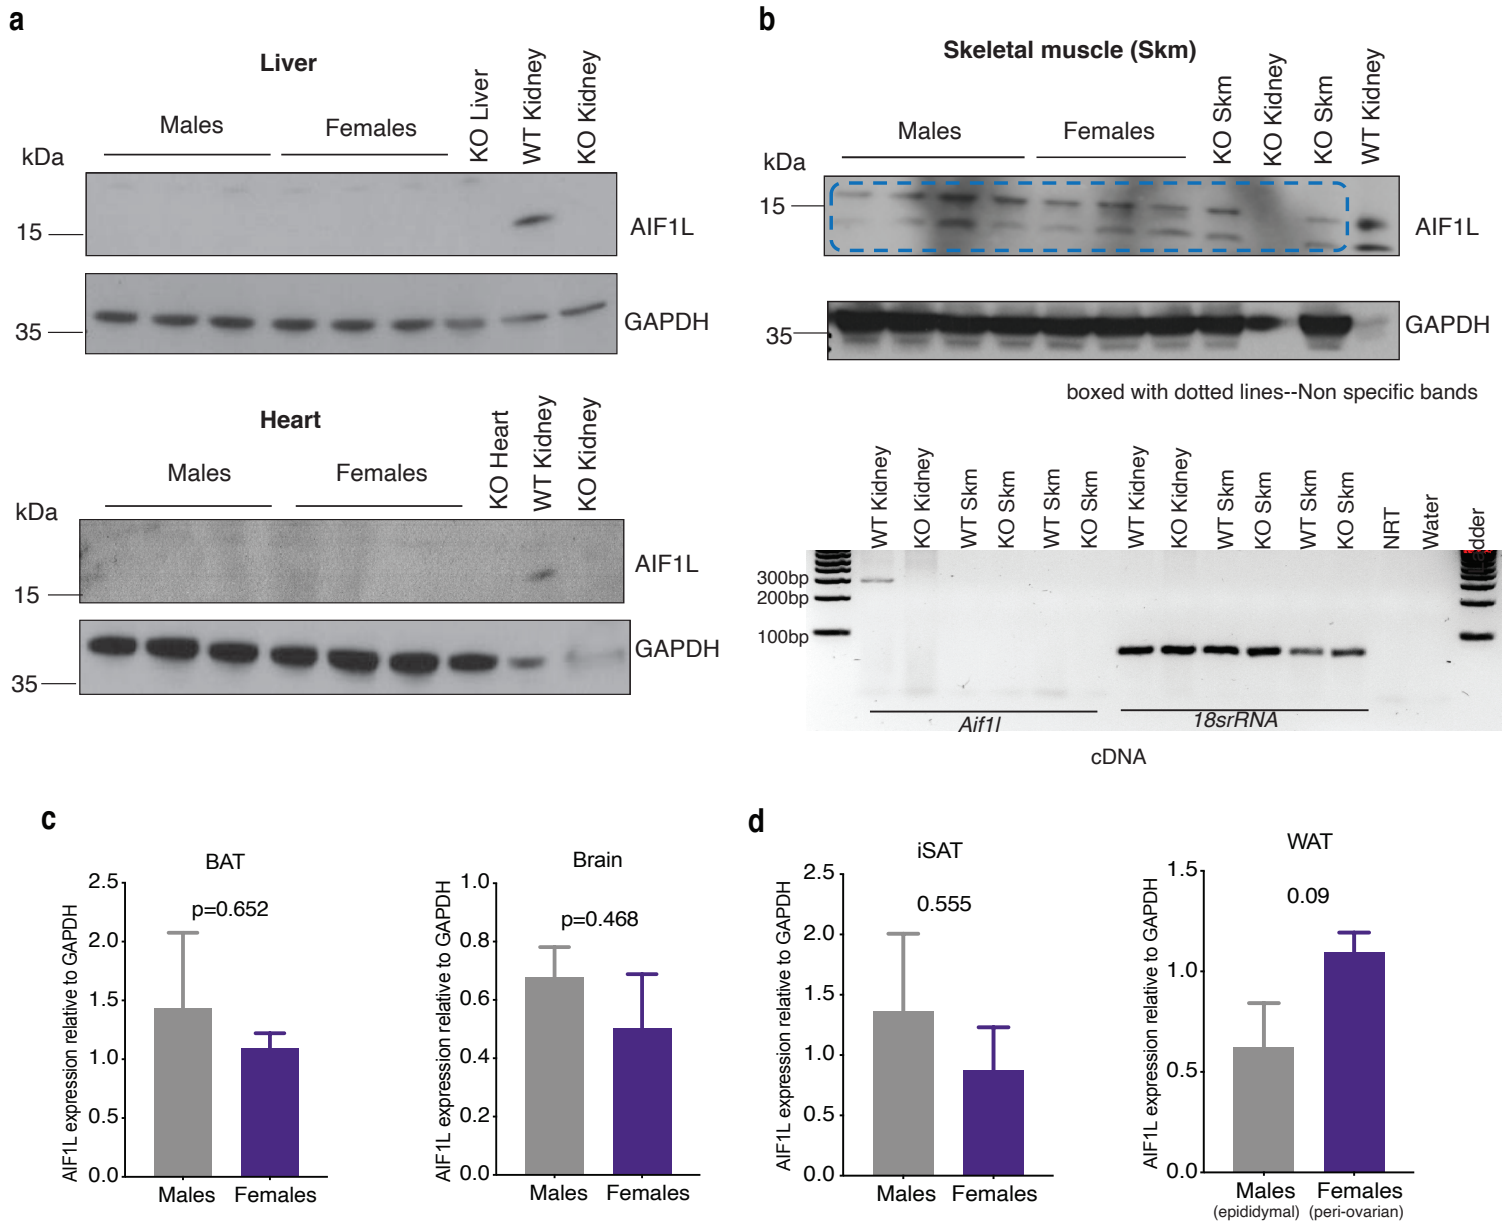 a
Liver
Males
Females
KO Liver
WT Kidney
KO Kidney
kDa
15
AIF1L
35
GAPDH
Heart
Males
Females
KO Heart
WT Kidney
KO Kidney
kDa
15
AIF1L
35
GAPDH
b
Skeletal muscle (Skm)
Males
Females
KO Skm
KO Kidney
KO Skm
WT Kidney
kDa
15
AIF1L
35
GAPDH
boxed with dotted lines--Non specific bands
WT Kidney
KO Kidney
WT Skm
KO Skm
WT Skm
KO Skm
WT Kidney
KO Kidney
WT Skm
KO Skm
WT Skm
KO Skm
NRT
Water
dder
300bp
200bp
100bp
Aif1l
18srRNA
cDNA
c
BAT
p=0.652
AIF1L expression relative to GAPDH
2.5
2.0
1.5
1.0
0.5
0.0
Males
Females
Brain
p=0.468
AIF1L expression relative to GAPDH
1.0
0.8
0.6
0.4
0.2
0.0
Males
Females
d
iSAT
0.555
AIF1L expression relative to GAPDH
2.5
2.0
1.5
1.0
0.5
0.0
Males
Females
WAT
0.09
AIF1L expression relative to GAPDH
1.5
1.0
0.5
0.0
Males
(epididymal)
Females
(peri-ovarian)